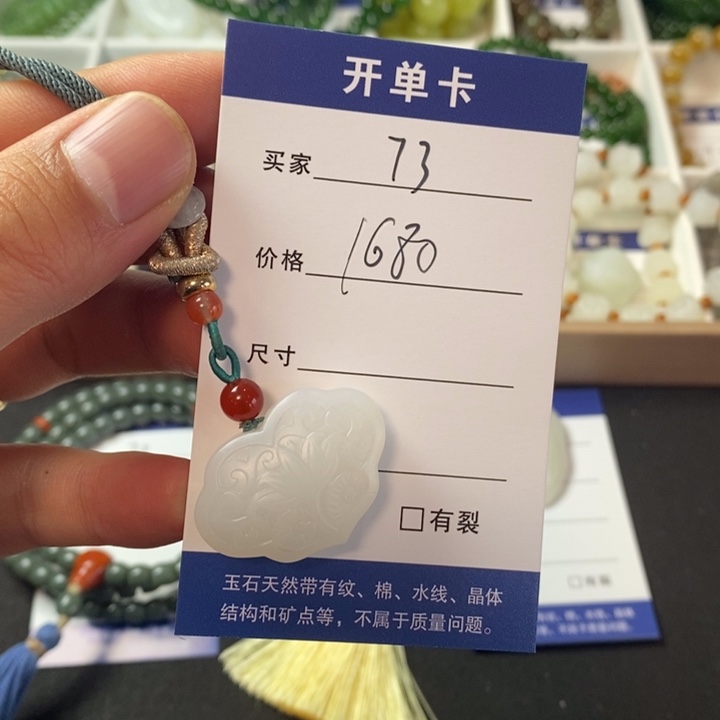 开单卡
买家 73
价格 1680
尺寸
□有裂
玉石天然带有纹、棉、水线、晶体
结构和矿点等，不属于质量问题。
□有裂